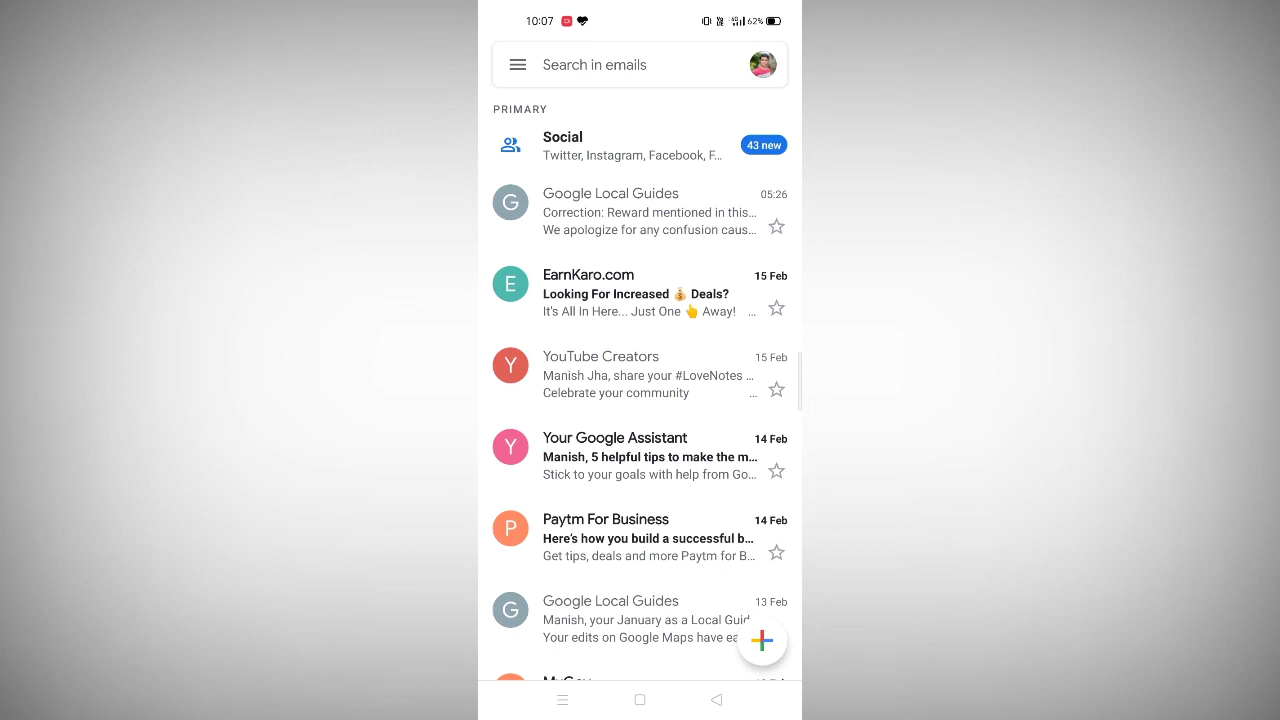 10:07 62%
Search in emails
PRIMARY
Social
Twitter, Instagram, Facebook, F...
43 new
G
Google Local Guides 05:26
Correction: Reward mentioned in this...
We apologize for any confusion caus...
E
EarnKaro.com 15 Feb
Looking For Increased 💰 Deals?
It's All In Here... Just One 👆 Away! ...
Y
YouTube Creators 15 Feb
Manish Jha, share your #LoveNotes ...
Celebrate your community ...
Y
Your Google Assistant 14 Feb
Manish, 5 helpful tips to make the m...
Stick to your goals with help from Go...
P
Paytm For Business 14 Feb
Here's how you build a successful b...
Get tips, deals and more Paytm for B...
G
Google Local Guides 13 Feb
Manish, your January as a Local Guid
Your edits on Google Maps have ea